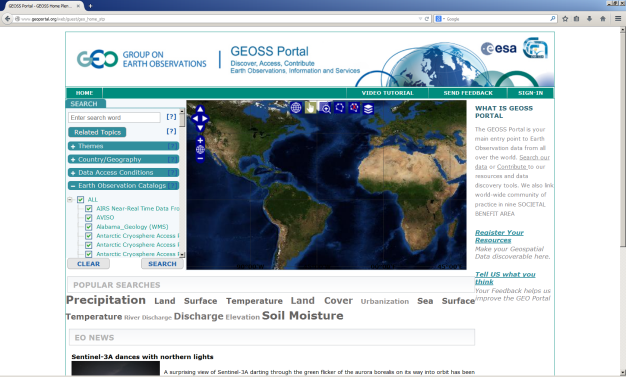 GEOSS Portal - GEOSS Home Plan...
www.geoportal.org/web/guest/geo_home_stp
Google
GEO
GROUP ON
EARTH OBSERVATIONS
GEOSS Portal
Discover, Access, Contribute
Earth Observations, Information and Services
esa
HOME
VIDEO TUTORIAL
SEND FEEDBACK
SIGN-IN
SEARCH
Enter search word
[?]
Related Topics
[?]
+ Themes [?]
+ Country/Geography [?]
+ Data Access Conditions [?]
− Earth Observation Catalogs [?]
ALL
AIRS Near-Real Time Data Fro
AVISO
Alabama_Geology (WMS)
Antarctic Cryosphere Access P
Antarctic Cryosphere Access P
Antarctic Cryosphere Access P
CLEAR
SEARCH
WHAT IS GEOSS
PORTAL
The GEOSS Portal is your
main entry point to Earth
Observation data from all
over the world. Search our
data or Contribute to our
resources and data
discovery tools. We also link
world-wide community of
practice in nine SOCIETAL
BENEFIT AREA
Register Your
Resources
Make your Geospatial
Data discoverable here.
Tell US what you
think
Your Feedback helps us
improve the GEO Portal
POPULAR SEARCHES
Precipitation Land Surface Temperature Land Cover Urbanization Sea Surface
Temperature River Discharge Discharge Elevation Soil Moisture
EO NEWS
Sentinel-3A dances with northern lights
A surprising view of Sentinel-3A darting through the green flicker of the aurora borealis on its way into orbit has been